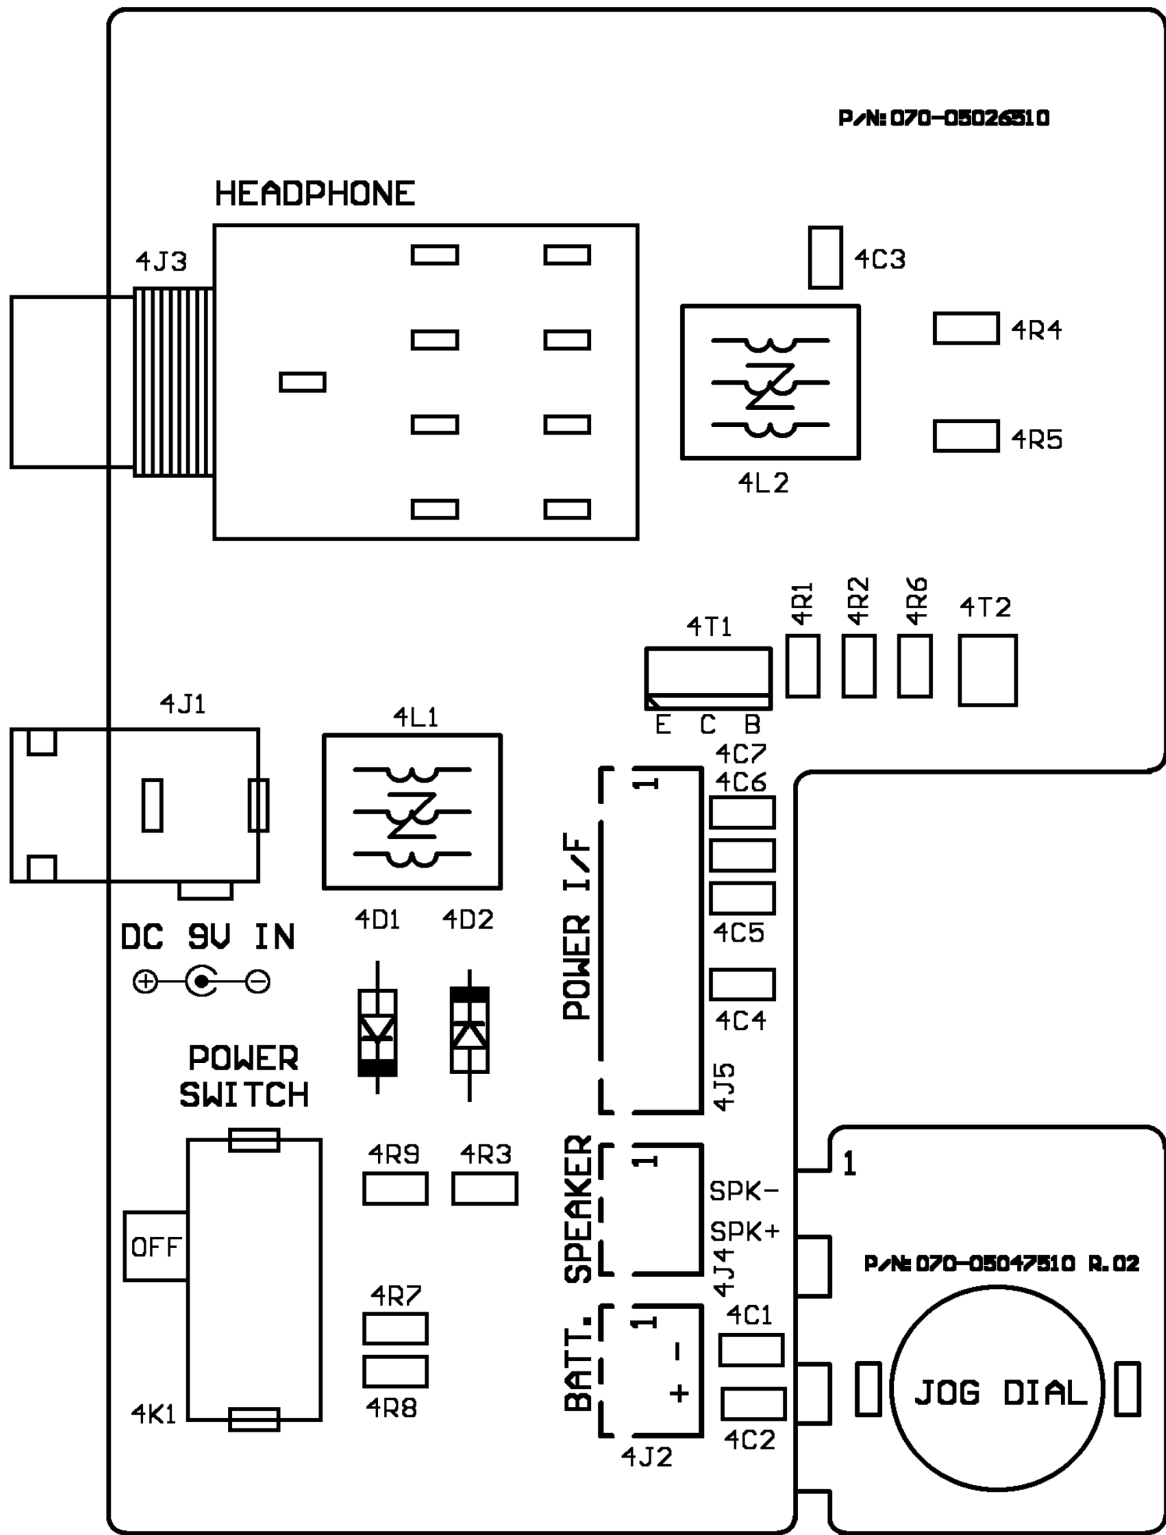 P/N: 070-05026510
HEADPHONE
4J3
4C3
4R4
4R5
4L2
4R1
4R2
4R6
4T2
4T1
E C B
4J1
4L1
4C7
4C6
1
POWER I/F
4C5
4C4
4J5
4D1
4D2
DC 9V IN
+ -
POWER
SWITCH
OFF
4K1
4R9
4R3
4R7
4R8
SPEAKER
1
SPK-
SPK+
4J4
BATT.
1
-
+
4J2
4C1
4C2
1
P/N: 070-05047510 R.02
JOG DIAL